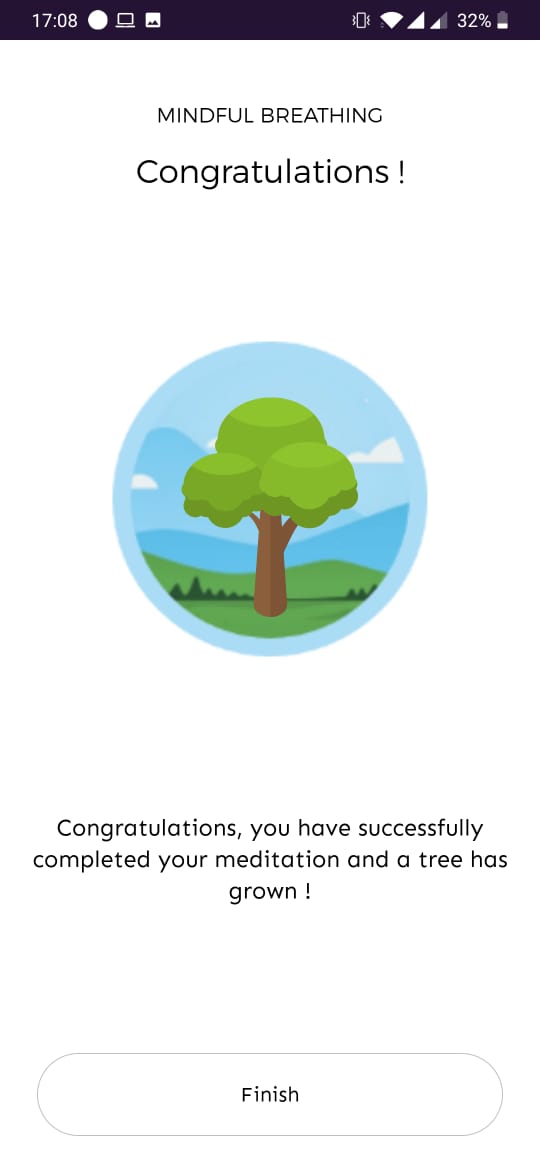 17:08 32%
MINDFUL BREATHING
Congratulations !
Congratulations, you have successfully
completed your meditation and a tree has
grown !
Finish